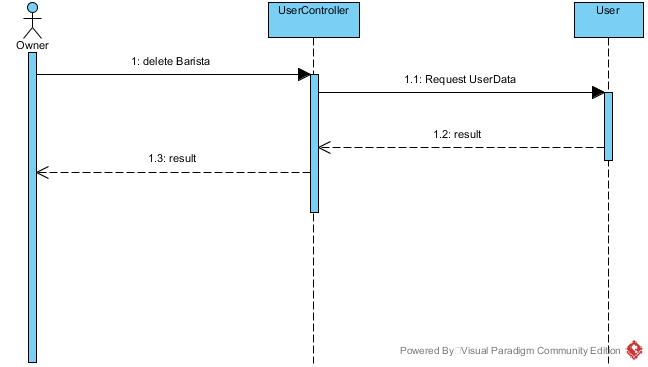 UserController
User
Owner
1: delete Barista
1.1: Request UserData
1.2: result
1.3: result
Powered By Visual Paradigm Community Edition